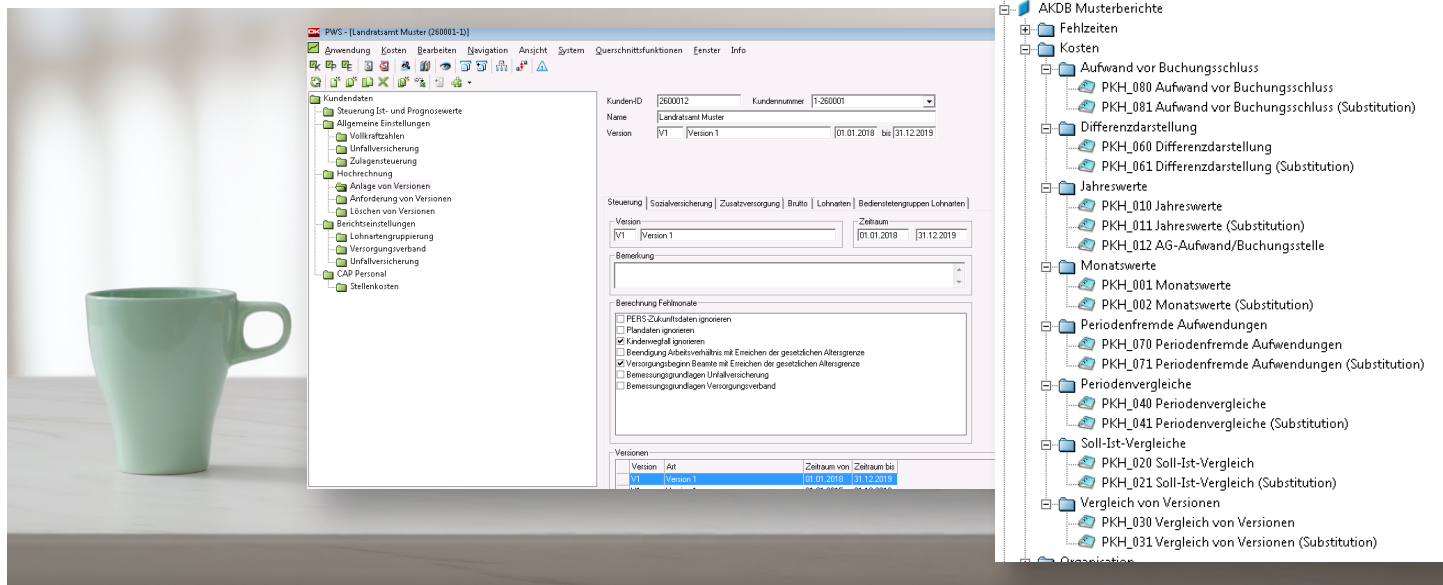 PWS - [Landratsamt Muster (260001-1)]
Anwendung Kosten Bearbeiten Navigation Ansicht System Querschnittsfunktionen Fenster Info
Kundendaten
Steuerung Ist- und Prognosewerte
Allgemeine Einstellungen
Vollkraftzahlen
Unfallversicherung
Zulagensteuerung
Hochrechnung
Anlage von Versionen
Anforderung von Versionen
Löschen von Versionen
Berichtseinstellungen
Lohnartengruppierung
Versorgungsverband
Unfallversicherung
CAP Personal
Stellenkosten
Kunden-ID 2600012 Kundennummer 1-260001
Name Landratsamt Muster
Version V1 Version 1 01.01.2018 bis 31.12.2019
Steuerung Sozialversicherung Zusatzversorgung Brutto Lohnarten Bedienstetengruppen Lohnarten
Version Zeitraum
V1 Version 1 01.01.2018 31.12.2019
Bemerkung
Berechnung Fehlmonate
PERS-Zukunftsdaten ignorieren
Plandaten ignorieren
Kinderwegfall ignorieren
Beendigung Arbeitsverhältnis mit Erreichen der gesetzlichen Altersgrenze
Versorgungsbeginn Beamte mit Erreichen der gesetzlichen Altersgrenze
Bemessungsgrundlagen Unfallversicherung
Bemessungsgrundlagen Versorgungsverband
Versionen
Version Art Zeitraum von Zeitraum bis
V1 Version 1 01.01.2018 31.12.2019
AKDB Musterberichte
Fehlzeiten
Kosten
Aufwand vor Buchungsschluss
PKH_080 Aufwand vor Buchungsschluss
PKH_081 Aufwand vor Buchungsschluss (Substitution)
Differenzdarstellung
PKH_060 Differenzdarstellung
PKH_061 Differenzdarstellung (Substitution)
Jahreswerte
PKH_010 Jahreswerte
PKH_011 Jahreswerte (Substitution)
PKH_012 AG-Aufwand/Buchungsstelle
Monatswerte
PKH_001 Monatswerte
PKH_002 Monatswerte (Substitution)
Periodenfremde Aufwendungen
PKH_070 Periodenfremde Aufwendungen
PKH_071 Periodenfremde Aufwendungen (Substitution)
Periodenvergleiche
PKH_040 Periodenvergleiche
PKH_041 Periodenvergleiche (Substitution)
Soll-Ist-Vergleiche
PKH_020 Soll-Ist-Vergleich
PKH_021 Soll-Ist-Vergleich (Substitution)
Vergleich von Versionen
PKH_030 Vergleich von Versionen
PKH_031 Vergleich von Versionen (Substitution)
Organisation